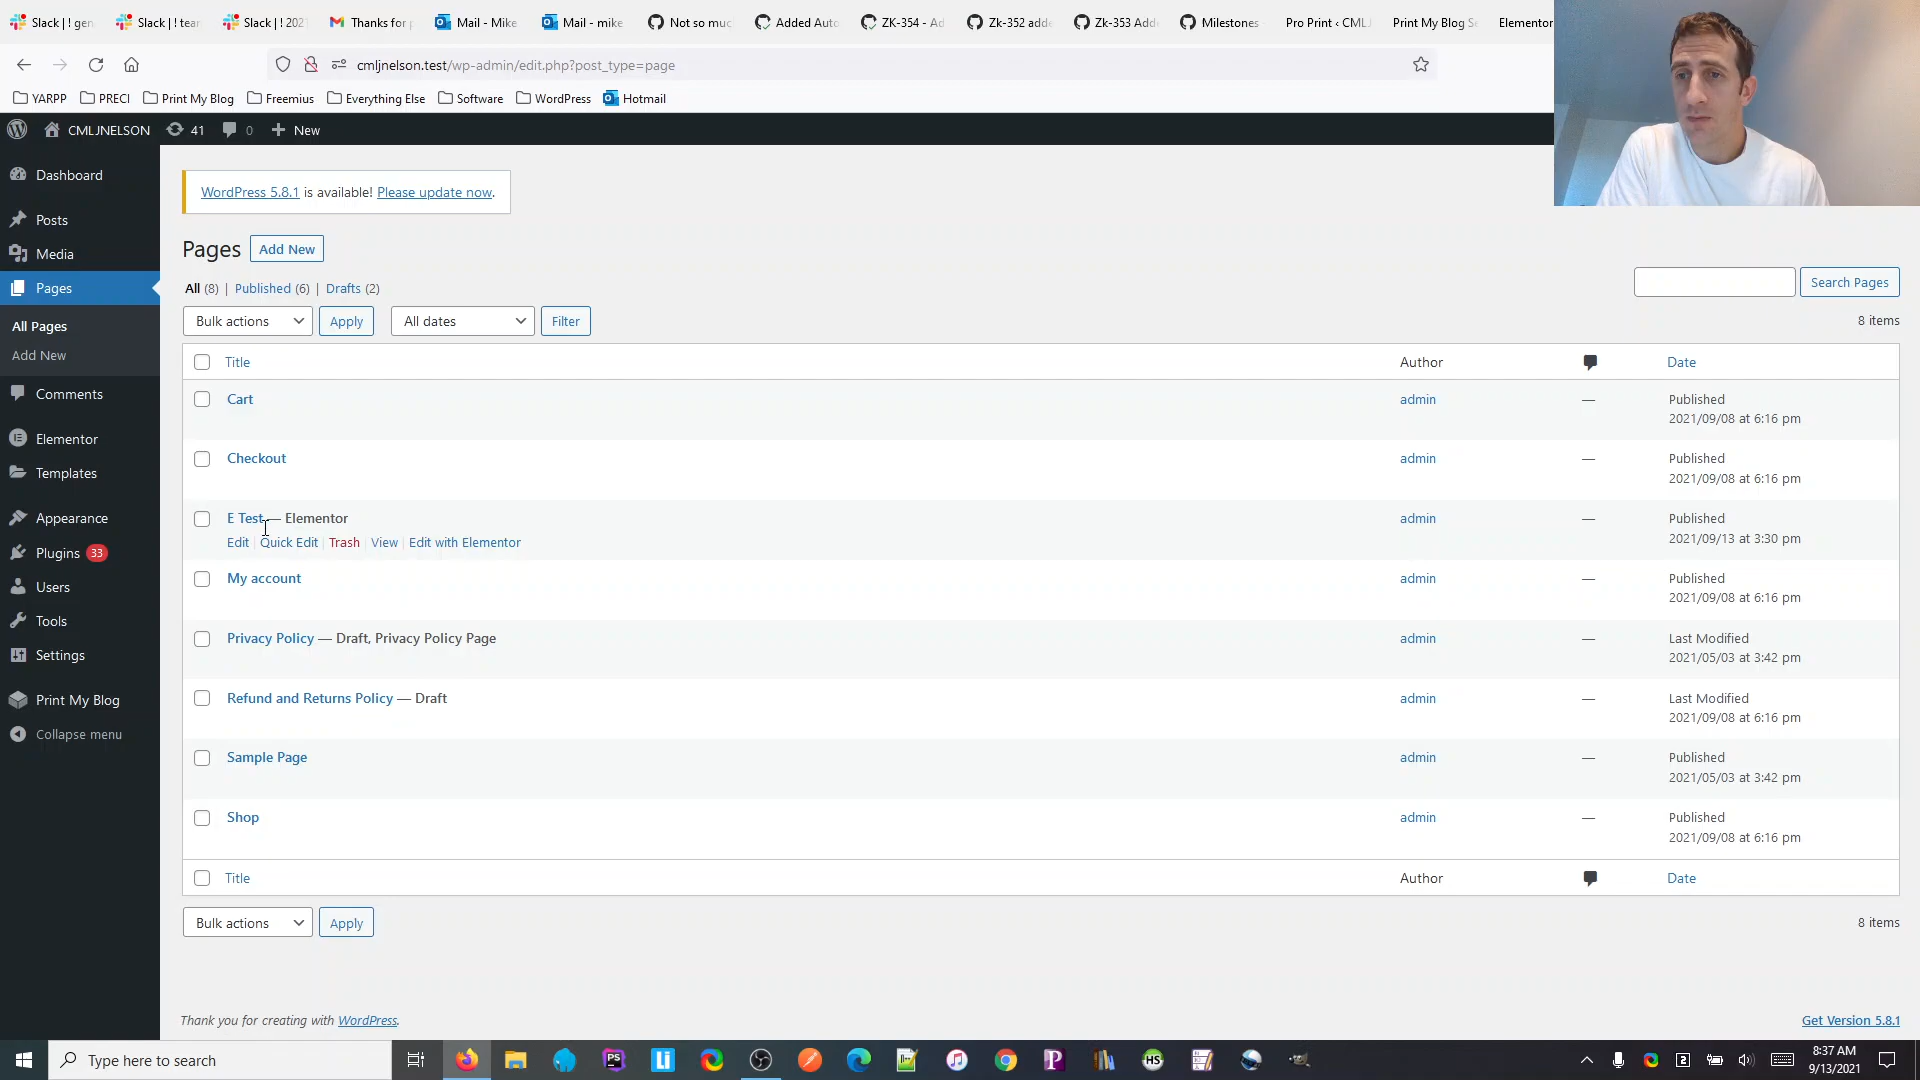 Slack | ! gen
Slack | ! tear
Slack | ! 202
Thanks for
Mail - Mike
Mail - mike
Not so muc
Added Auto
ZK-354 - Ad
Zk-352 adde
Zk-353 Adde
Milestones
Pro Print ‹ CMLJ
Print My Blog Se
Elementor
cmljnelson.test/wp-admin/edit.php?post_type=page
YARPP
PRECI
Print My Blog
Freemius
Everything Else
Software
WordPress
Hotmail
CMLJNELSON
41
0
New
Dashboard
Posts
Media
Pages
All Pages
Add New
Comments
Elementor
Templates
Appearance
Plugins 33
Users
Tools
Settings
Print My Blog
Collapse menu
WordPress 5.8.1 is available! Please update now.
Pages Add New
All (8) | Published (6) | Drafts (2)
Search Pages
Bulk actions Apply All dates Filter
8 items
Title Author Date
Cart admin — Published
2021/09/08 at 6:16 pm
Checkout admin — Published
2021/09/08 at 6:16 pm
E Test — Elementor admin — Published
Edit | Quick Edit | Trash | View | Edit with Elementor 2021/09/13 at 3:30 pm
My account admin — Published
2021/09/08 at 6:16 pm
Privacy Policy — Draft, Privacy Policy Page admin — Last Modified
2021/05/03 at 3:42 pm
Refund and Returns Policy — Draft admin — Last Modified
2021/09/08 at 6:16 pm
Sample Page admin — Published
2021/05/03 at 3:42 pm
Shop admin — Published
2021/09/08 at 6:16 pm
Title Author Date
Bulk actions Apply
8 items
Thank you for creating with WordPress.
Get Version 5.8.1
Type here to search
PS
HS
2
8:37 AM
9/13/2021